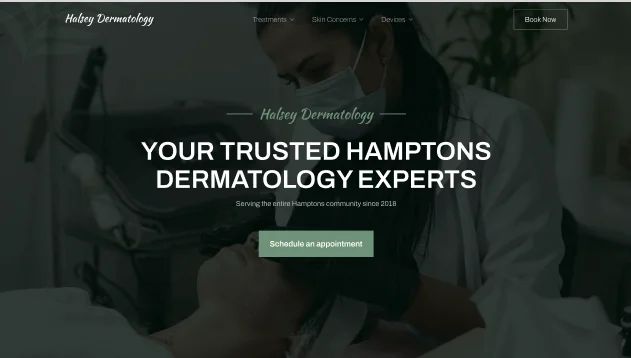 Halsey Dermatology
Treatments
Skin Concerns
Devices
Book Now
Halsey Dermatology
YOUR TRUSTED HAMPTONS
DERMATOLOGY EXPERTS
Serving the entire Hamptons community since 2018
Schedule an appointment